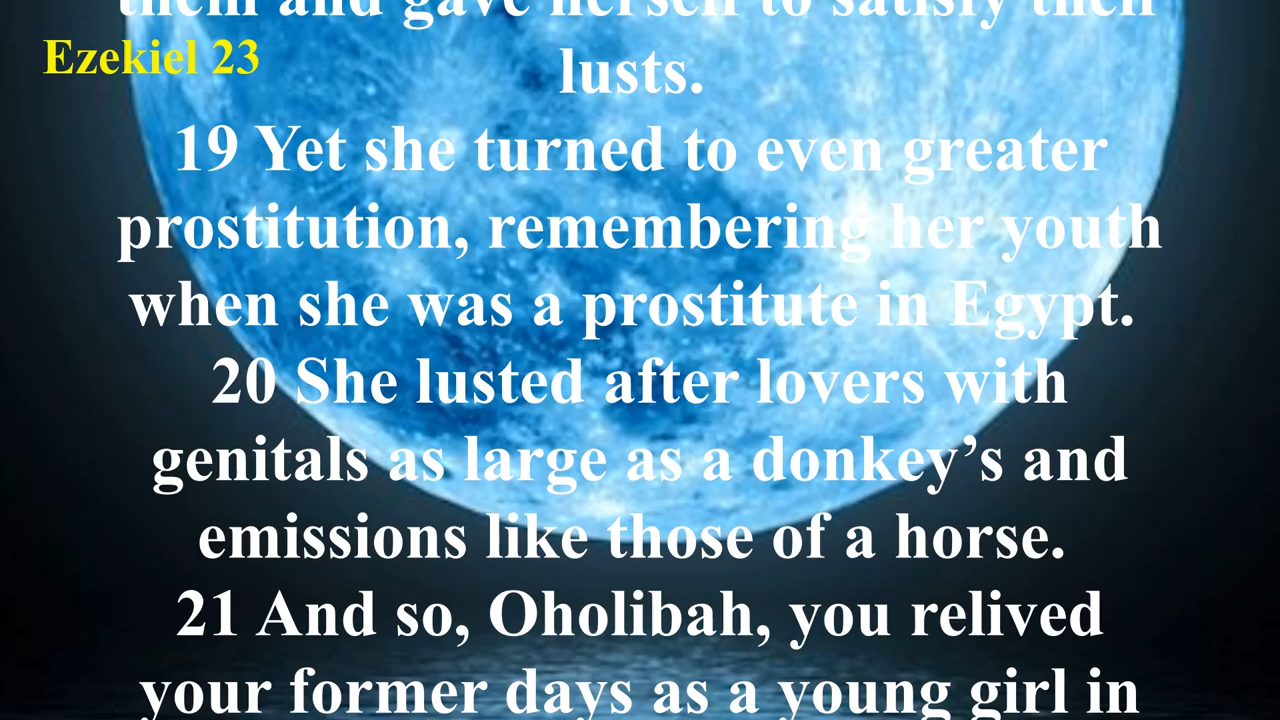 them and gave herself to satisfy their
Ezekiel 23
lusts.
19 Yet she turned to even greater
prostitution, remembering her youth
when she was a prostitute in Egypt.
20 She lusted after lovers with
genitals as large as a donkey’s and
emissions like those of a horse.
21 And so, Oholibah, you relived
your former days as a young girl in